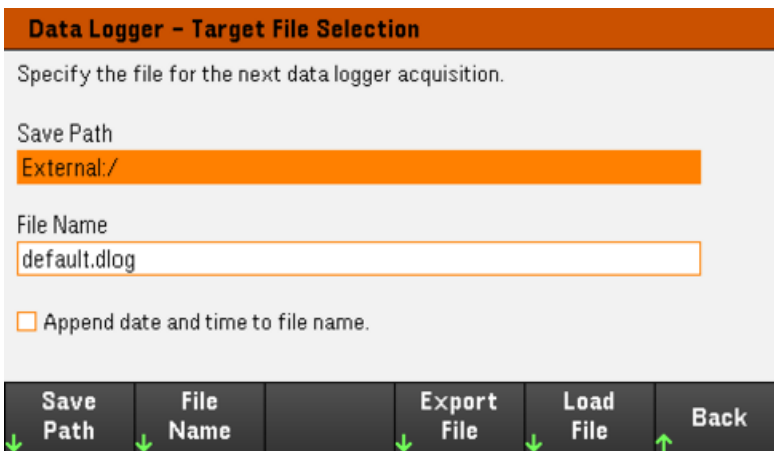 Data Logger – Target File Selection
Specify the file for the next data logger acquisition.
Save Path
External:/
File Name
default.dlog
Append date and time to file name.
Save Path
File Name
Export File
Load File
Back